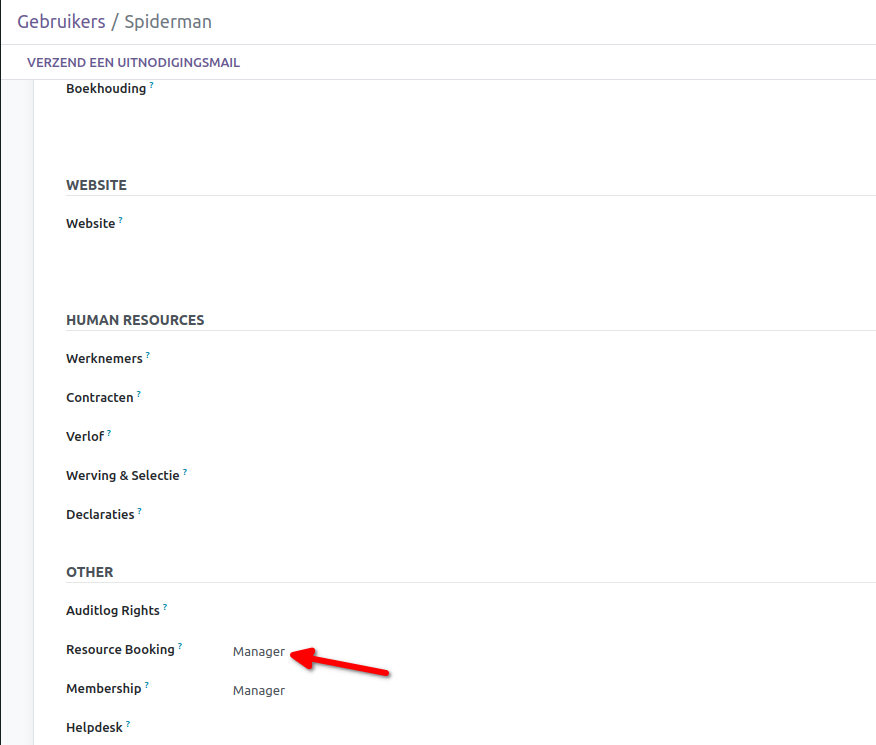 Gebruikers / Spiderman
VERZEND EEN UITNODIGINGSMAIL
Boekhouding ?
WEBSITE
Website ?
HUMAN RESOURCES
Werknemers ?
Contracten ?
Verlof ?
Werving & Selectie ?
Declaraties ?
OTHER
Auditlog Rights ?
Resource Booking ? Manager
Membership ? Manager
Helpdesk ?